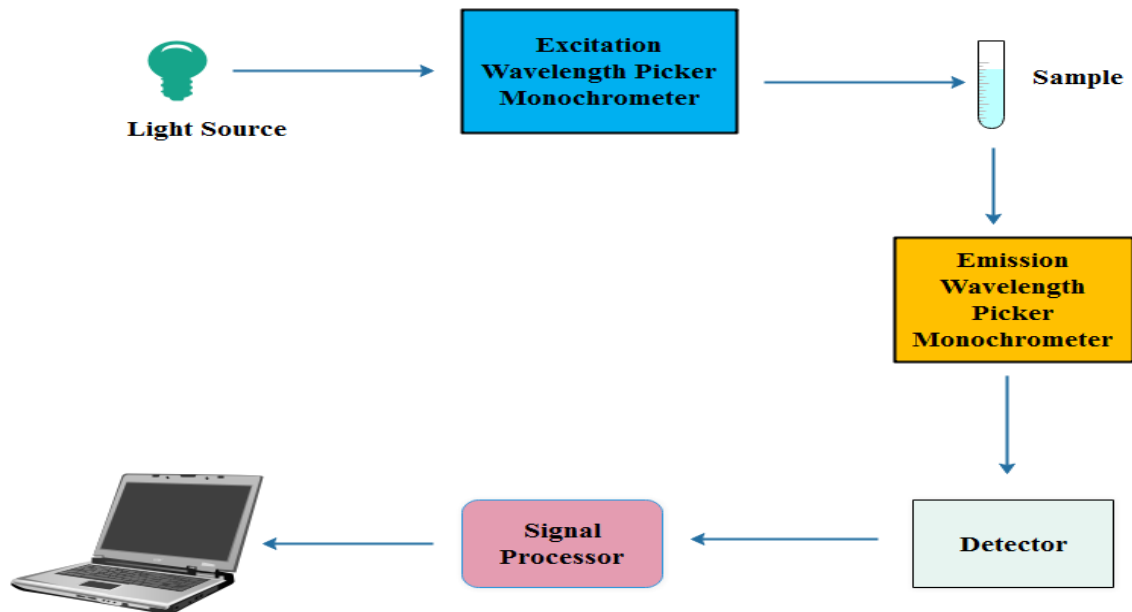 Light Source
Excitation
Wavelength Picker
Monochrometer
Sample
Emission
Wavelength
Picker
Monochrometer
Detector
Signal
Processor